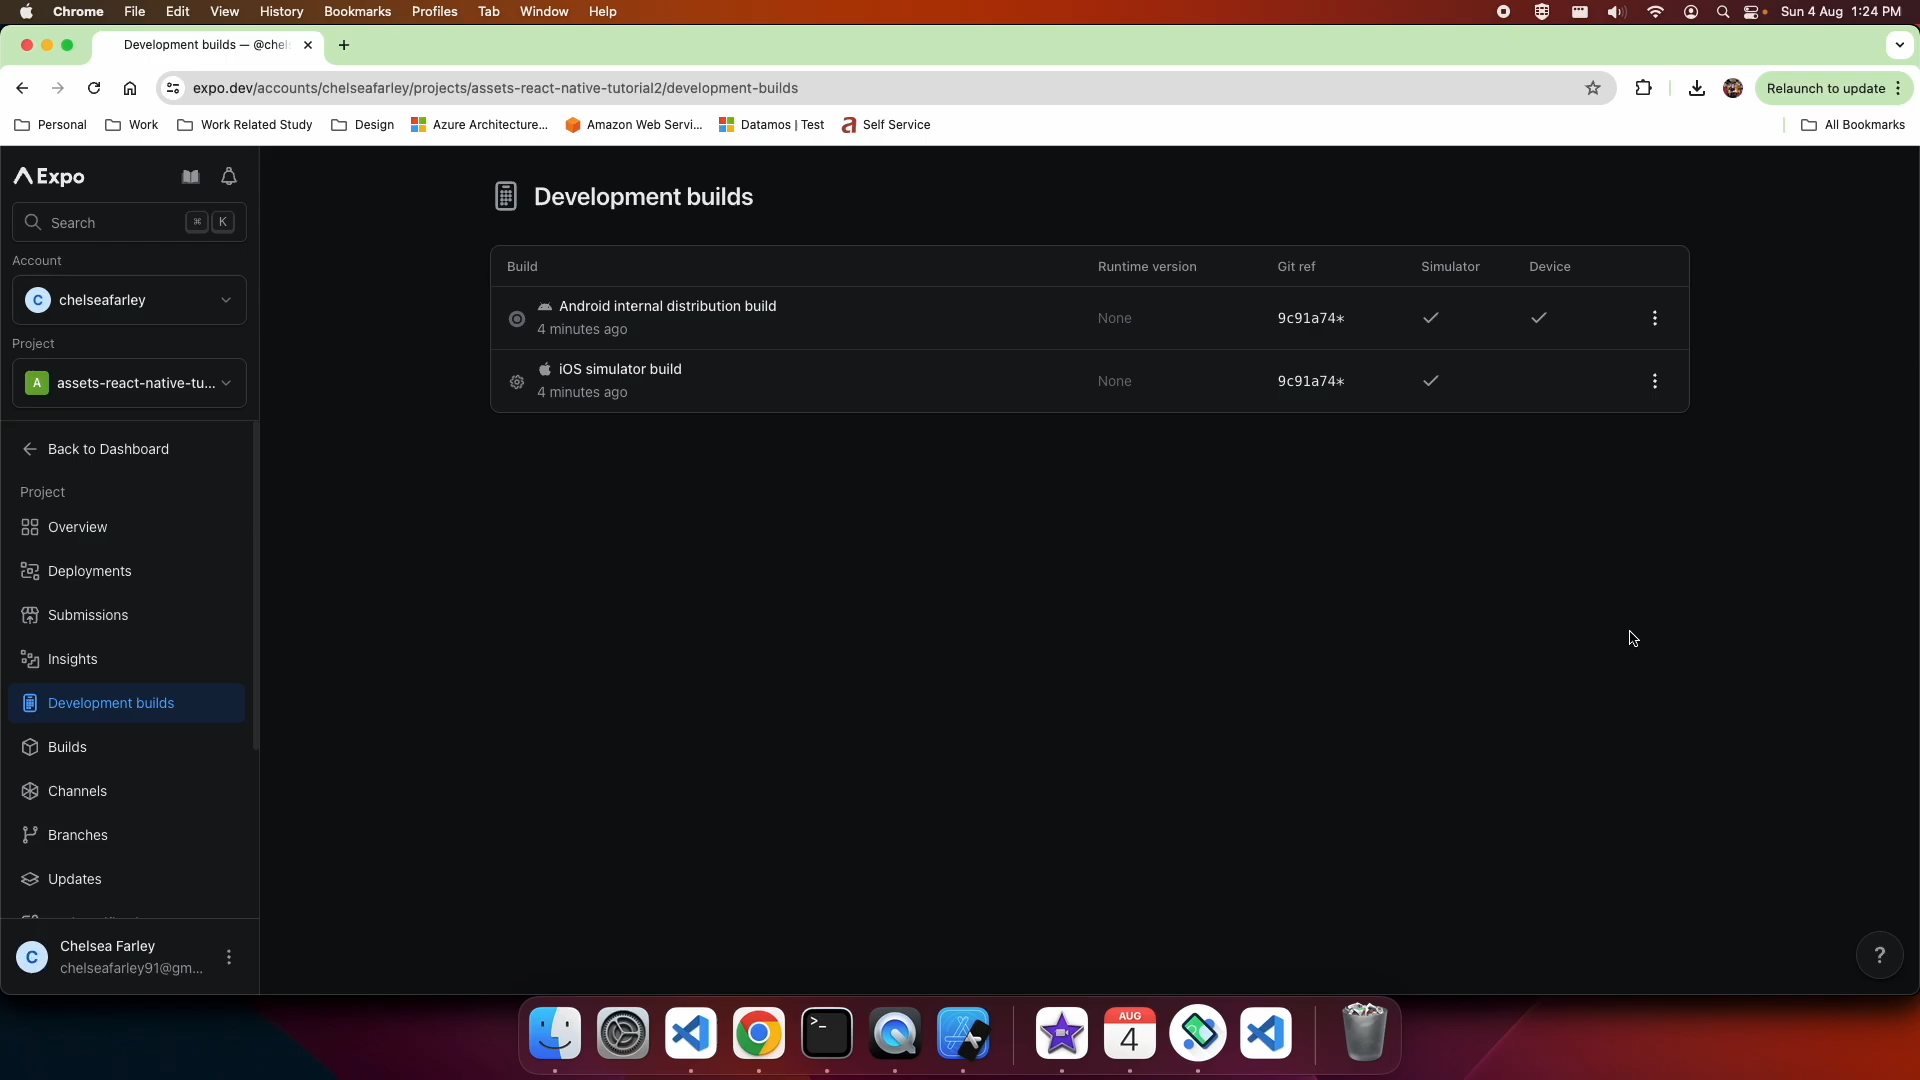 Chrome File Edit View History Bookmarks Profiles Tab Window Help Sun 4 Aug 1:24 PM
Development builds — @chel
expo.dev/accounts/chelseafarley/projects/assets-react-native-tutorial2/development-builds Relaunch to update
Personal Work Work Related Study Design Azure Architecture... Amazon Web Servi... Datamos | Test Self Service All Bookmarks
Expo
Search ⌘ K
Account
C chelseafarley
Project
A assets-react-native-tu...
Back to Dashboard
Project
Overview
Deployments
Submissions
Insights
Development builds
Builds
Channels
Branches
Updates
C Chelsea Farley
chelseafarley91@gm...
Development builds
Build Runtime version Git ref Simulator Device
Android internal distribution build
4 minutes ago
None 9c91a74*
iOS simulator build
4 minutes ago
None 9c91a74*
?
AUG
4